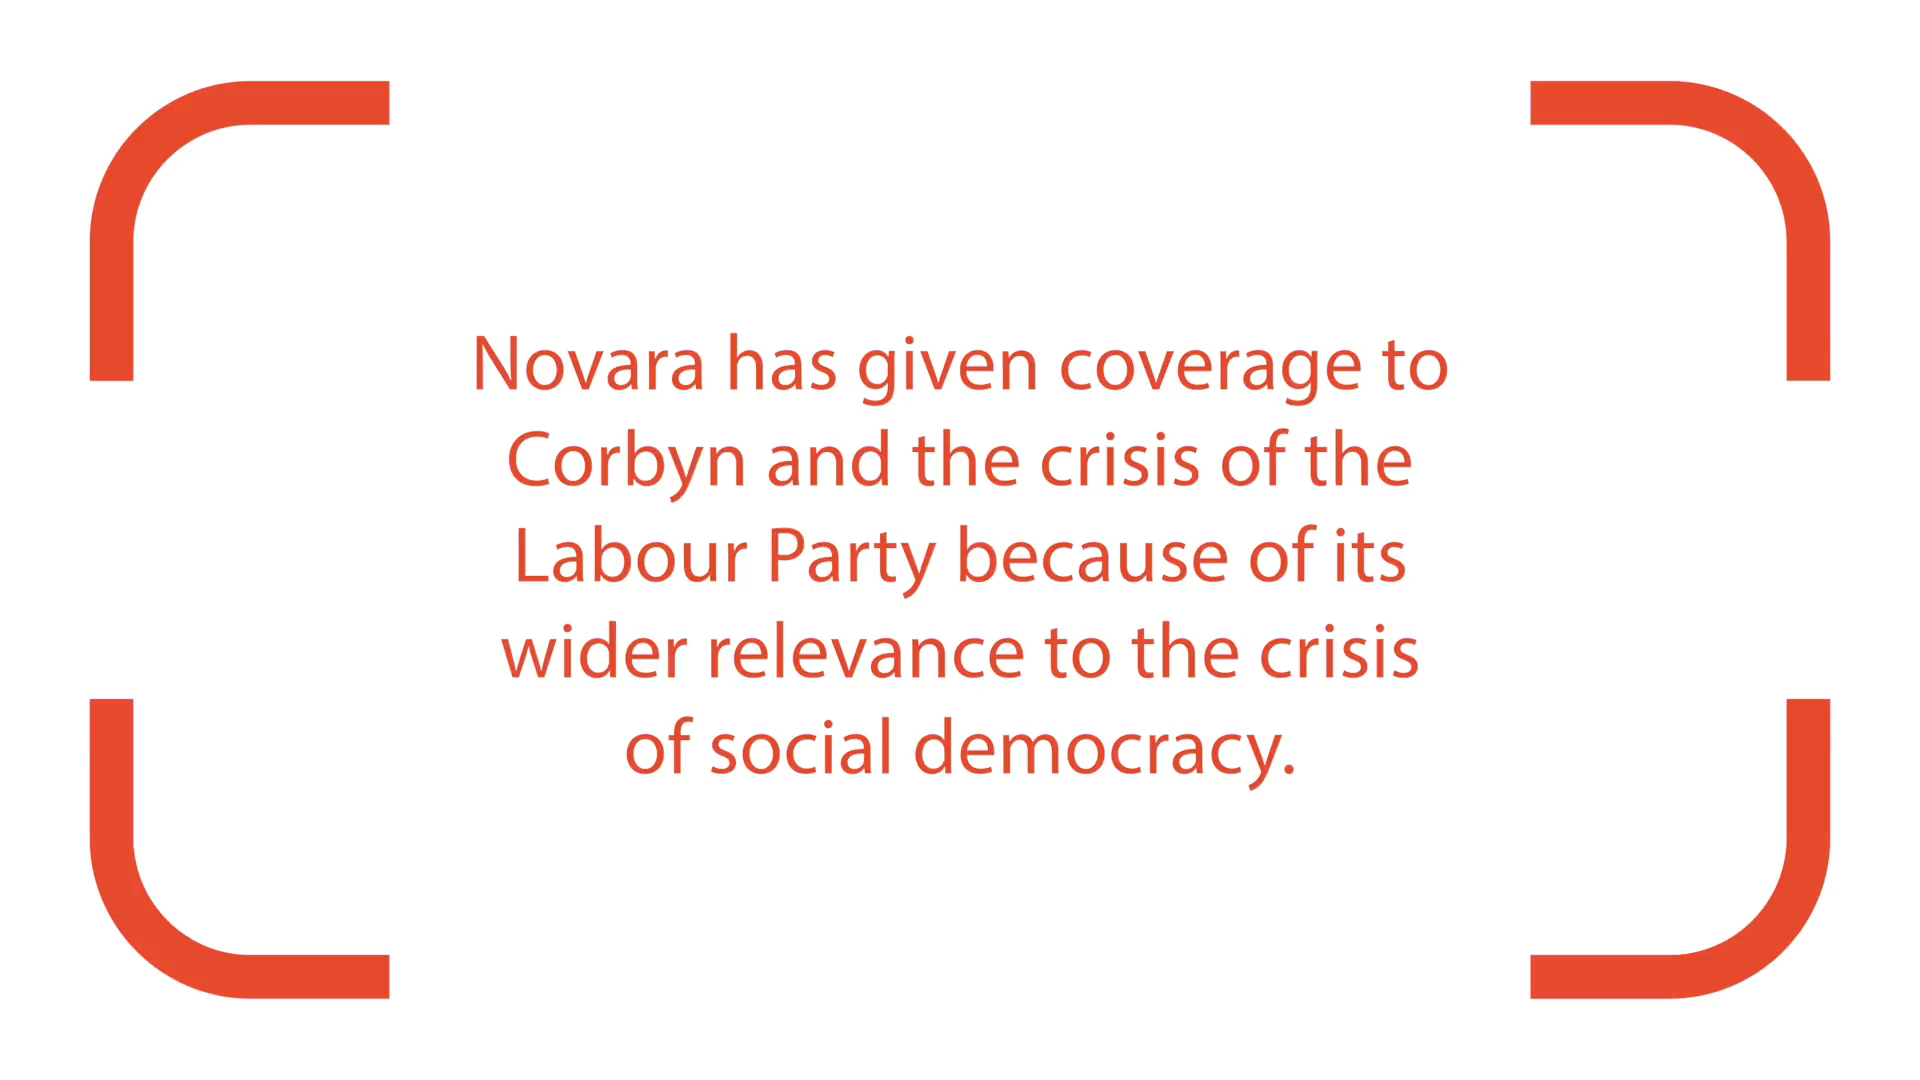 Novara has given coverage to
Corbyn and the crisis of the
Labour Party because of its
wider relevance to the crisis
of social democracy.